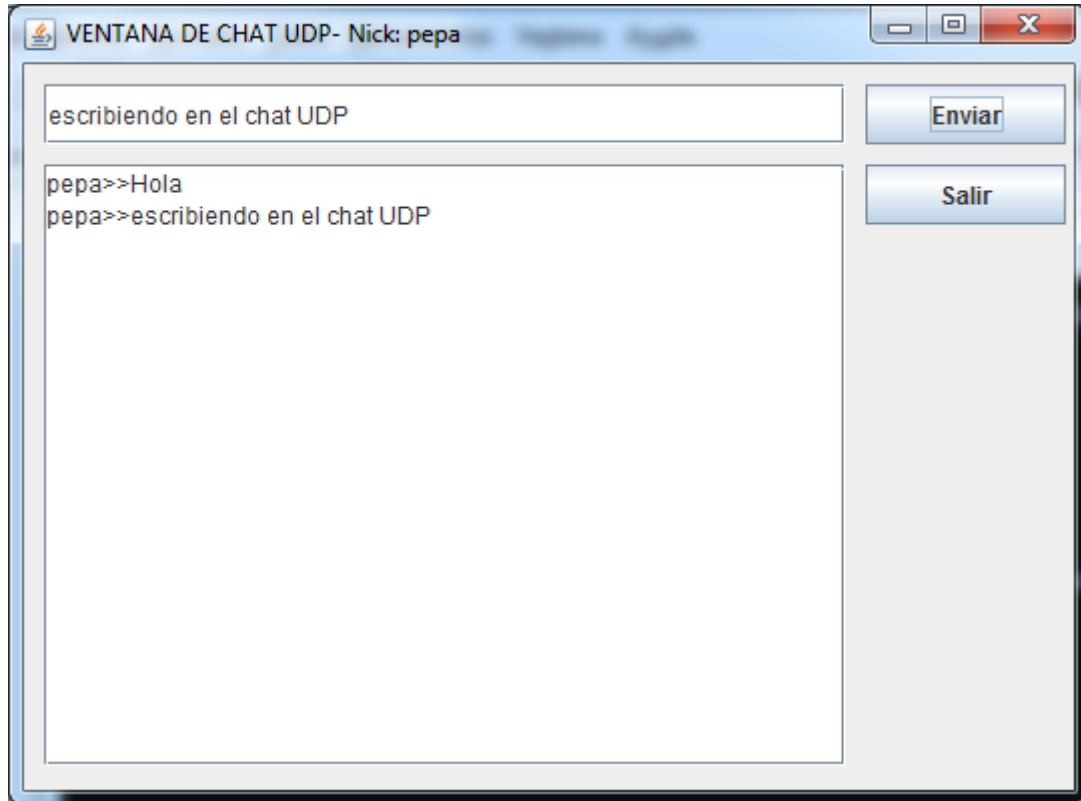 VENTANA DE CHAT UDP- Nick: pepa
escribiendo en el chat UDP
Enviar
pepa>>Hola
pepa>>escribiendo en el chat UDP
Salir